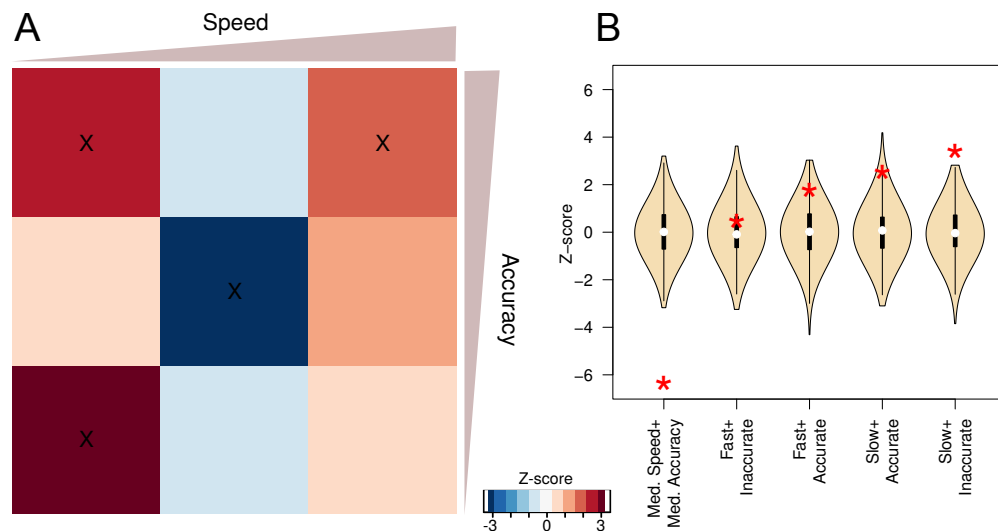 A
Speed
X
X
X
X
Accuracy
Z-score
-3
0
3
B
Z-score
6
4
2
0
−2
−4
−6
*
*
*
*
*
Med. Speed+
Med. Accuracy
Fast+
Inaccurate
Fast+
Accurate
Slow+
Accurate
Slow+
Inaccurate